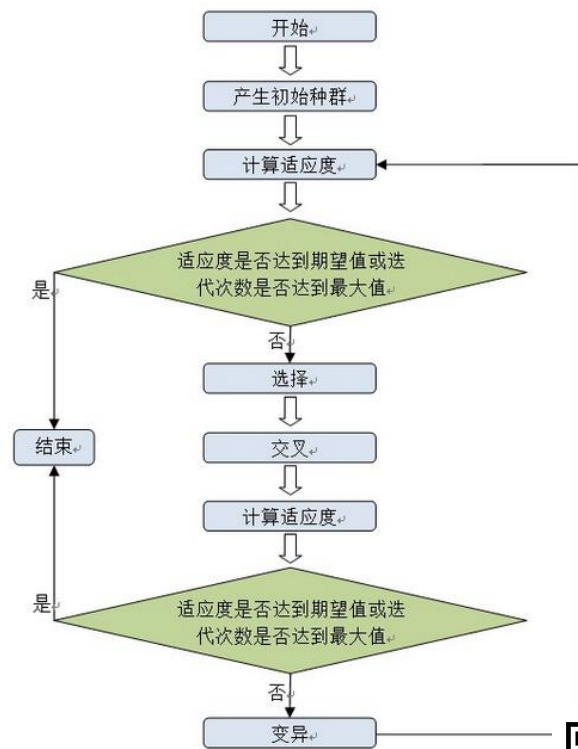 开始
产生初始种群
计算适应度
适应度是否达到期望值或迭
代次数是否达到最大值
是
否
选择
结束
交叉
计算适应度
适应度是否达到期望值或迭
代次数是否达到最大值
是
否
变异